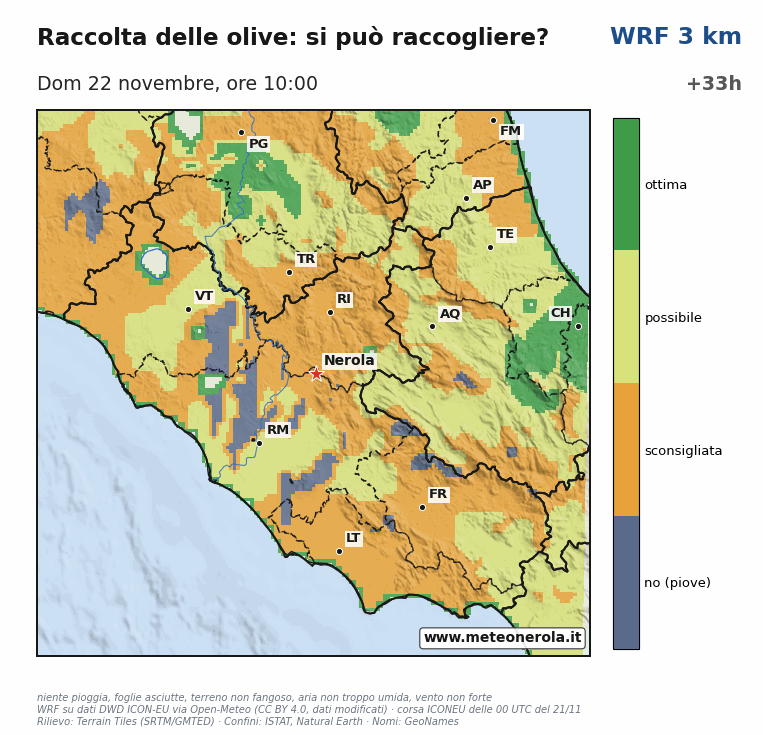 Raccolta delle olive: si può raccogliere?
WRF 3 km
Dom 22 novembre, ore 10:00
+33h
FM
PG
ottima
AP
TE
TR
VT
RI
AQ
CH
possibile
Nerola
RM
sconsigliata
FR
LT
no (piove)
www.meteonerola.it
niente pioggia, foglie asciutte, terreno non fangoso, aria non troppo umida, vento non forte
WRF su dati DWD ICON-EU via Open-Meteo (CC BY 4.0, dati modificati) · corsa ICONEU delle 00 UTC del 21/11
Rilievo: Terrain Tiles (SRTM/GMTED) · Confini: ISTAT, Natural Earth · Nomi: GeoNames